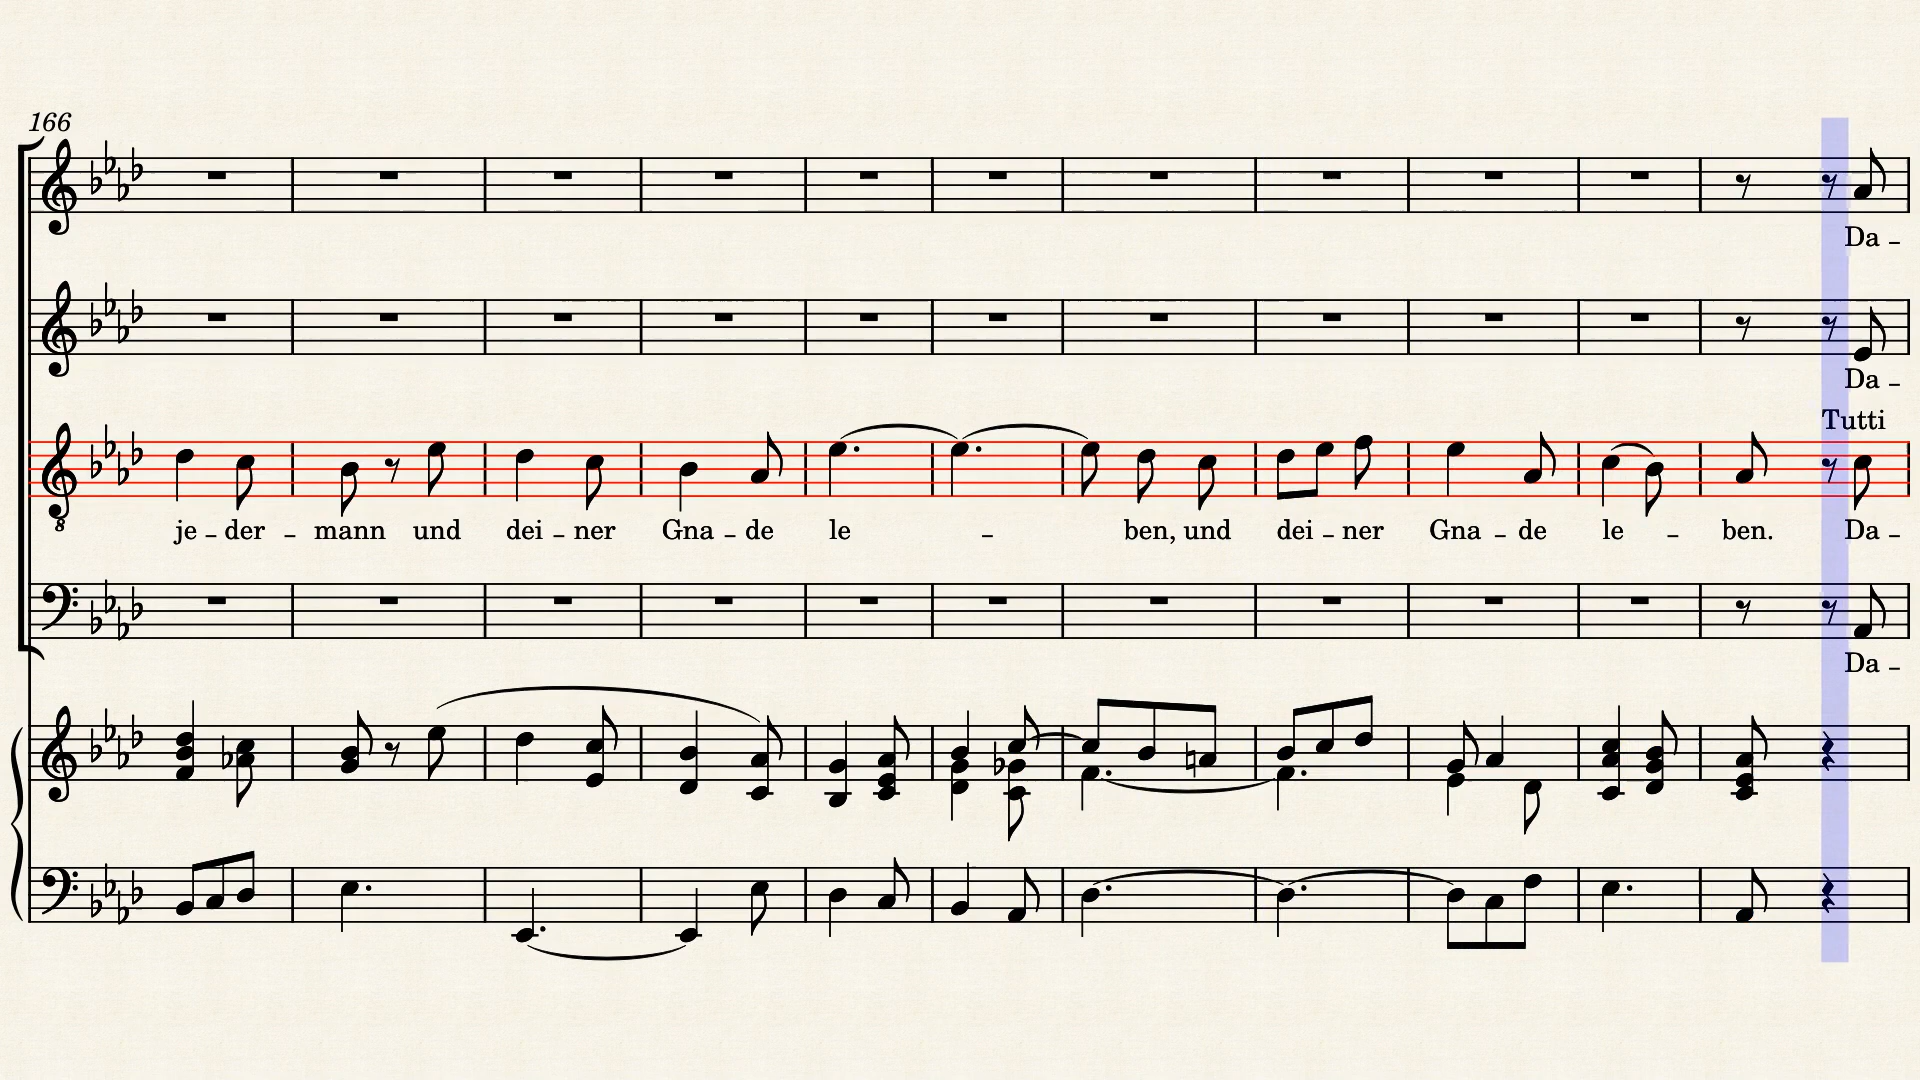 166
Da –
Da –
Tutti
je – der – mann und dei – ner Gna – de le – ben, und dei – ner Gna – de le – ben. Da –
Da –